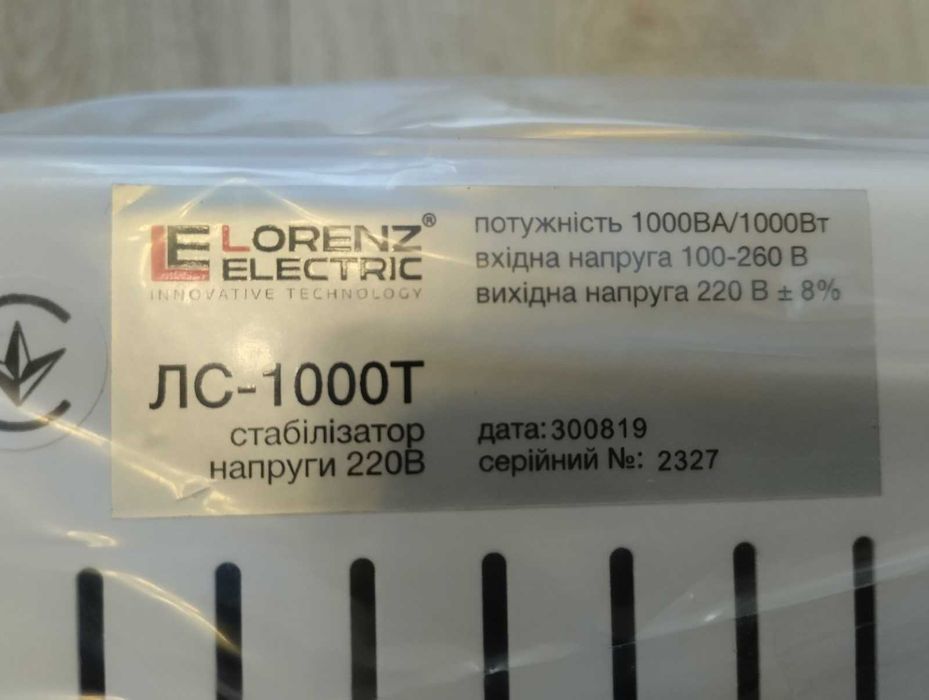 LORENZ®
ELECTRIC
INNOVATIVE TECHNOLOGY
потужність 1000ВА/1000Вт
вхідна напруга 100-260 В
вихідна напруга 220 В ± 8%
ЛС-1000Т
стабілізатор
напруги 220В
дата: 300819
серійний №: 2327